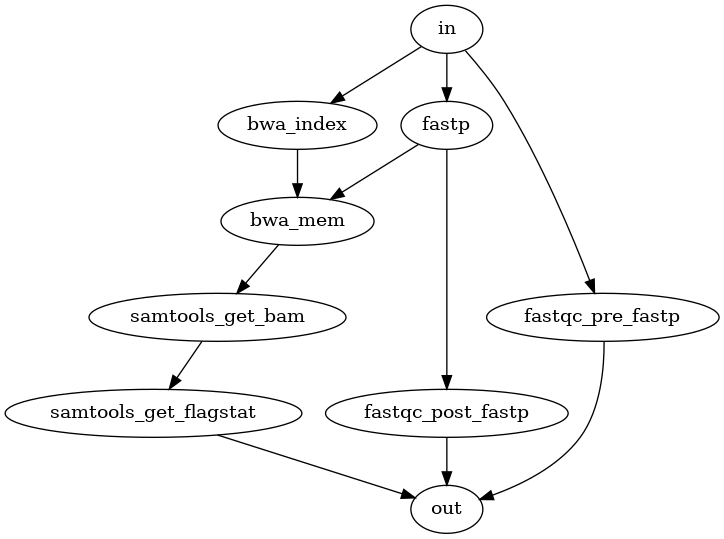 in
bwa_index
fastp
bwa_mem
samtools_get_bam
fastqc_pre_fastp
samtools_get_flagstat
fastqc_post_fastp
out